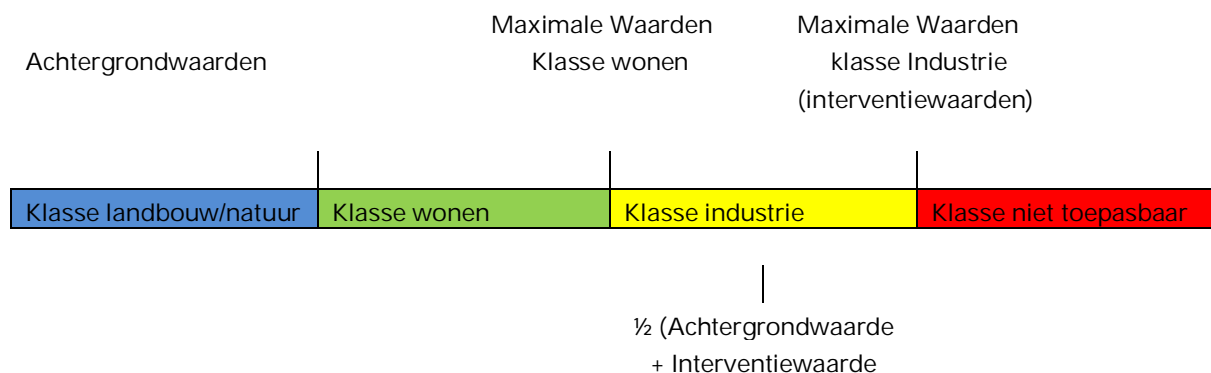 Maximale Waarden Maximale Waarden
Achtergrondwaarden Klasse wonen klasse Industrie
(interventiewaarden)
Klasse landbouw/natuur Klasse wonen Klasse industrie Klasse niet toepasbaar
½ (Achtergrondwaarde
+ Interventiewaarde